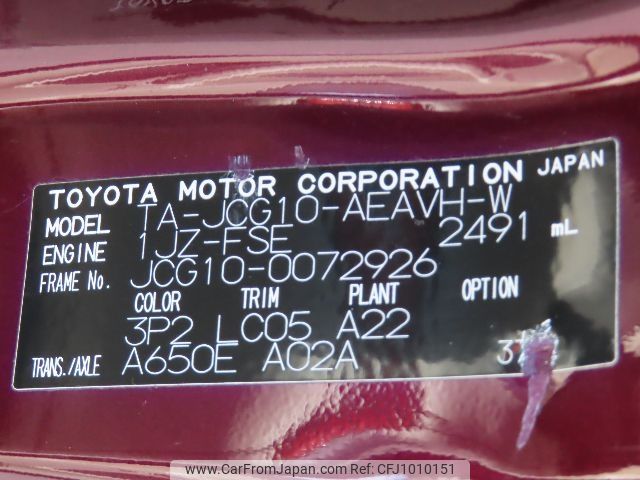 TOYOTA MOTOR CORPORATION JAPAN
MODEL TA-JCG10-AEAVH-W
ENGINE 1JZ-FSE 2491 mL
FRAME No. JCG10-0072926
COLOR TRIM PLANT OPTION
3P2 LC05 A22
TRANS./AXLE A650E A02A
© CarFromJapan.com (Ref: CFJ1010151)